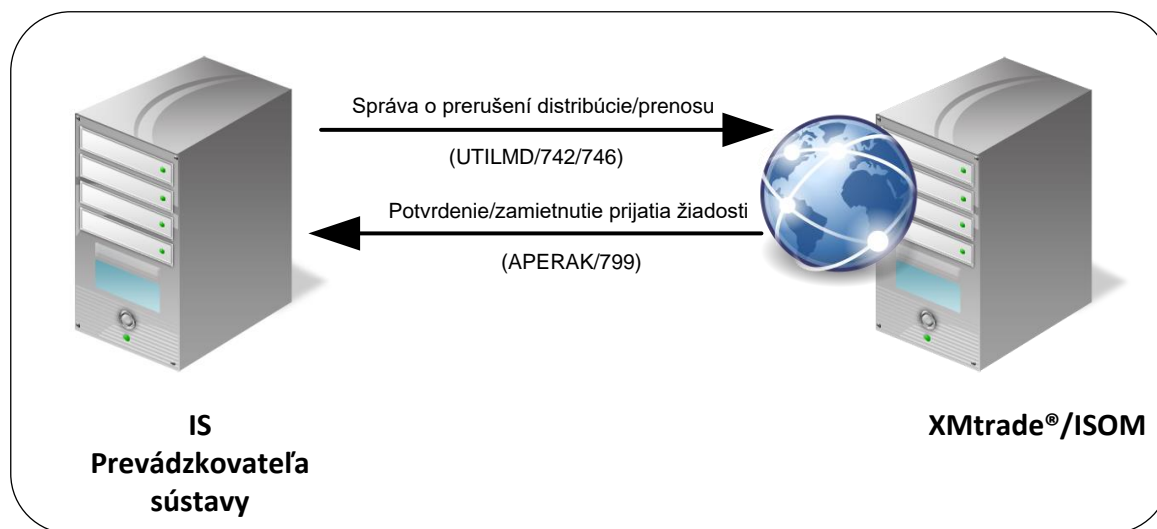 Správa o prerušení distribúcie/prenosu
(UTILMD/742/746)
Potvrdenie/zamietnutie prijatia žiadosti
(APERAK/799)
IS
Prevádzkovateľa
sústavy
XMtrade®/ISOM